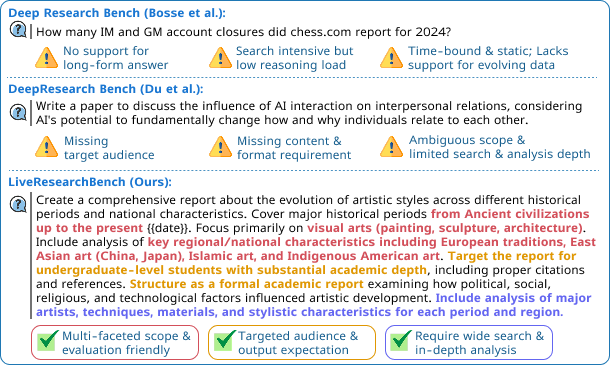 Deep Research Bench (Bosse et al.):
How many IM and GM account closures did chess.com report for 2024?
No support for long-form answer
Search intensive but low reasoning load
Time-bound & static; Lacks support for evolving data
DeepResearch Bench (Du et al.):
Write a paper to discuss the influence of AI interaction on interpersonal relations, considering
AI's potential to fundamentally change how and why individuals relate to each other.
Missing target audience
Missing content & format requirement
Ambiguous scope & limited search & analysis depth
LiveResearchBench (Ours):
Create a comprehensive report about the evolution of artistic styles across different historical
periods and national characteristics. Cover major historical periods from Ancient civilizations
up to the present {{date}}. Focus primarily on visual arts (painting, sculpture, architecture).
Include analysis of key regional/national characteristics including European traditions, East
Asian art (China, Japan), Islamic art, and Indigenous American art. Target the report for
undergraduate-level students with substantial academic depth, including proper citations
and references. Structure as a formal academic report examining how political, social,
religious, and technological factors influenced artistic development. Include analysis of major
artists, techniques, materials, and stylistic characteristics for each period and region.
Multi-faceted scope & evaluation friendly
Targeted audience & output expectation
Require wide search & in-depth analysis